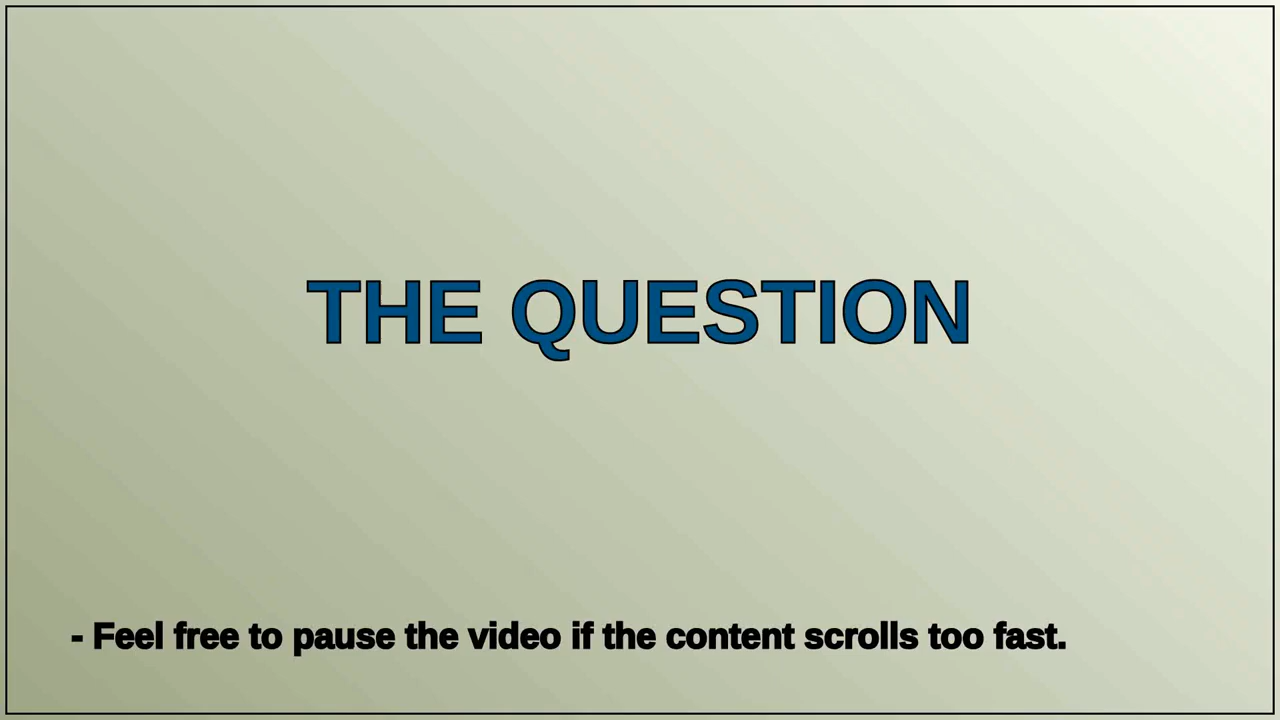 THE QUESTION
- Feel free to pause the video if the content scrolls too fast.